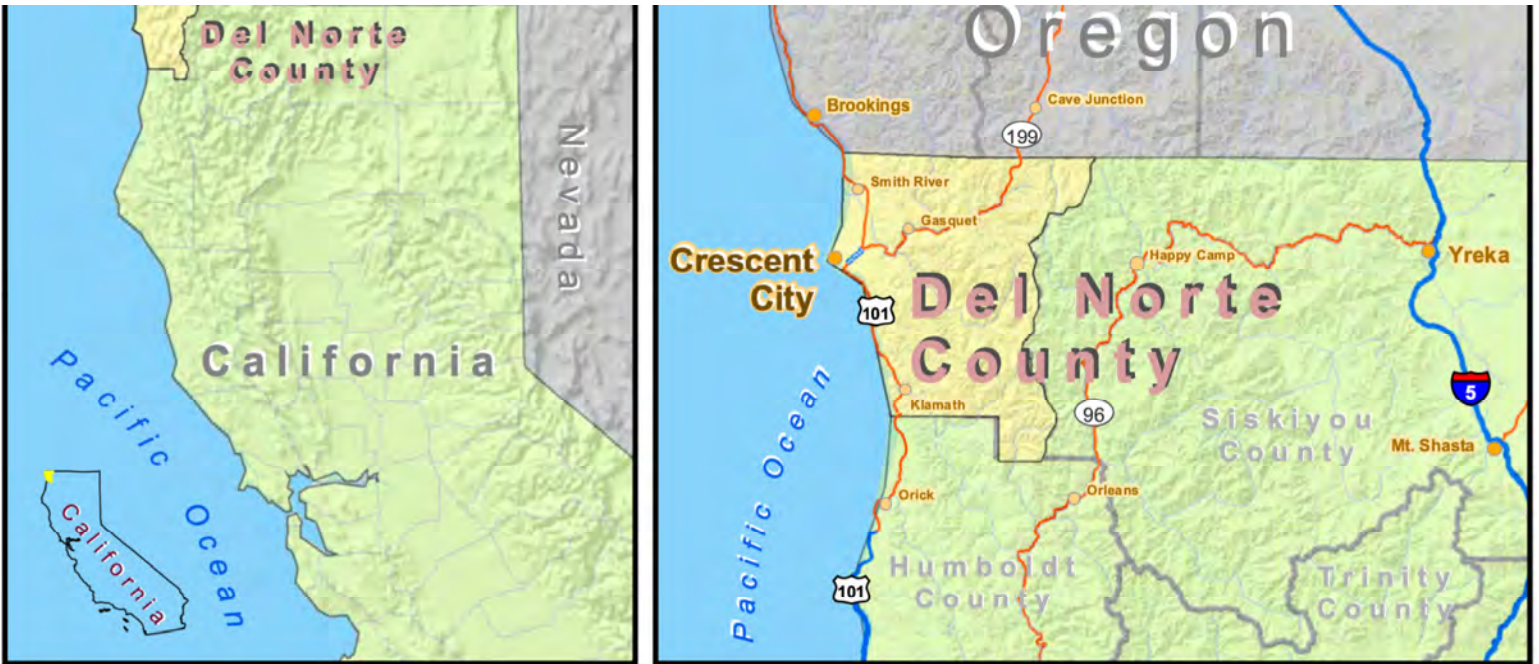 Del Norte
County
Nevada
California
Pacific
Ocean
California
Oregon
Brookings
Cave Junction
199
Smith River
Gasquet
Crescent
City
Happy Camp
Yreka
Del Norte
County
101
5
Klamath
96
Siskiyou
County
Mt. Shasta
Pacific Ocean
Orick
Orleans
Humboldt
County
Trinity
County
101